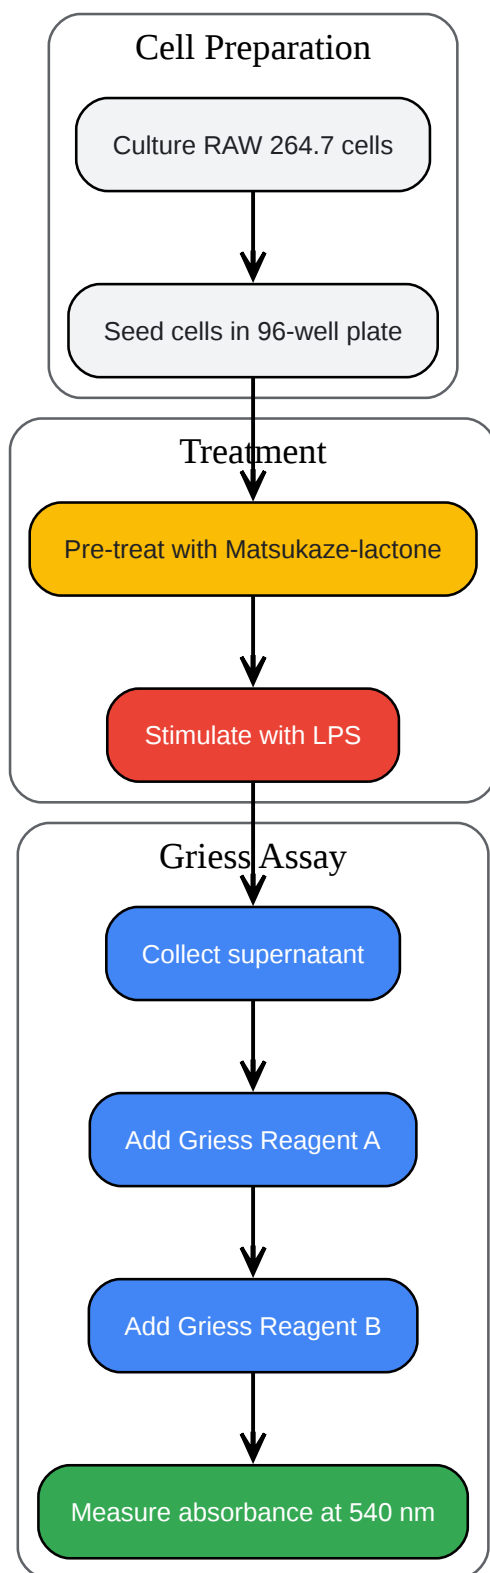 Cell Preparation
Culture RAW 264.7 cells
Seed cells in 96-well plate
Treatment
Pre-treat with Matsukaze-lactone
Stimulate with LPS
Griess Assay
Collect supernatant
Add Griess Reagent A
Add Griess Reagent B
Measure absorbance at 540 nm